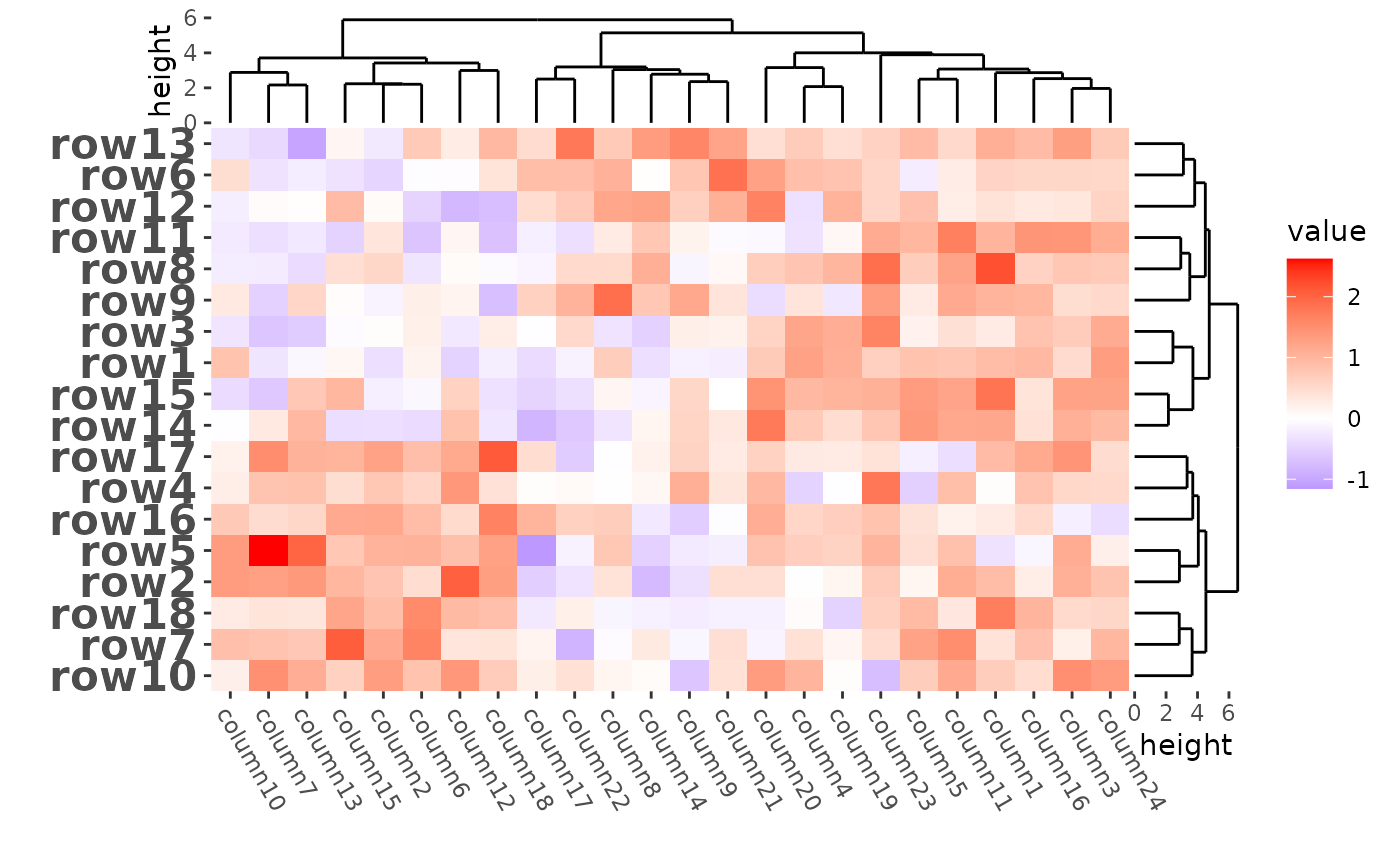 height
6
4
2
0
row13
row6
row12
row11
row8
row9
row3
row1
row15
row14
row17
row4
row16
row5
row2
row18
row7
row10
column10
column7
column13
column15
column2
column6
column12
column18
column17
column22
column8
column14
column9
column21
column20
column4
column19
column23
column5
column11
column1
column16
column3
column24
0 2 4 6
height
value
2
1
0
-1